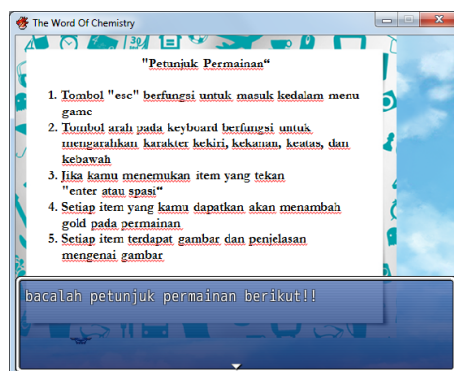 The Word Of Chemistry
"Petunjuk Permainan“
1. Tombol "esc" berfungsi untuk masuk kedalam menu
game
2. Tombol arah pada keyboard berfungsi untuk
mengarahkan karakter kekiri, kekanan, keatas, dan
kebawah
3. Jika kamu menemukan item yang tekan
"enter atau spasi“
4. Setiap item yang kamu dapatkan akan menambah
gold pada permainan
5. Setiap item terdapat gambar dan penjelasan
mengenai gambar
bacalah petunjuk permainan berikut!!